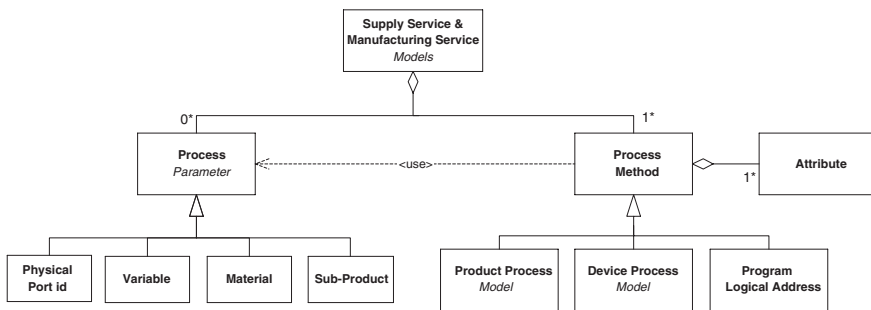 Supply Service &
Manufacturing Service
Models
0*
1*
Process
Parameter
<use>
Process
Method
1*
Attribute
Physical
Port id
Variable
Material
Sub-Product
Product Process
Model
Device Process
Model
Program
Logical Address